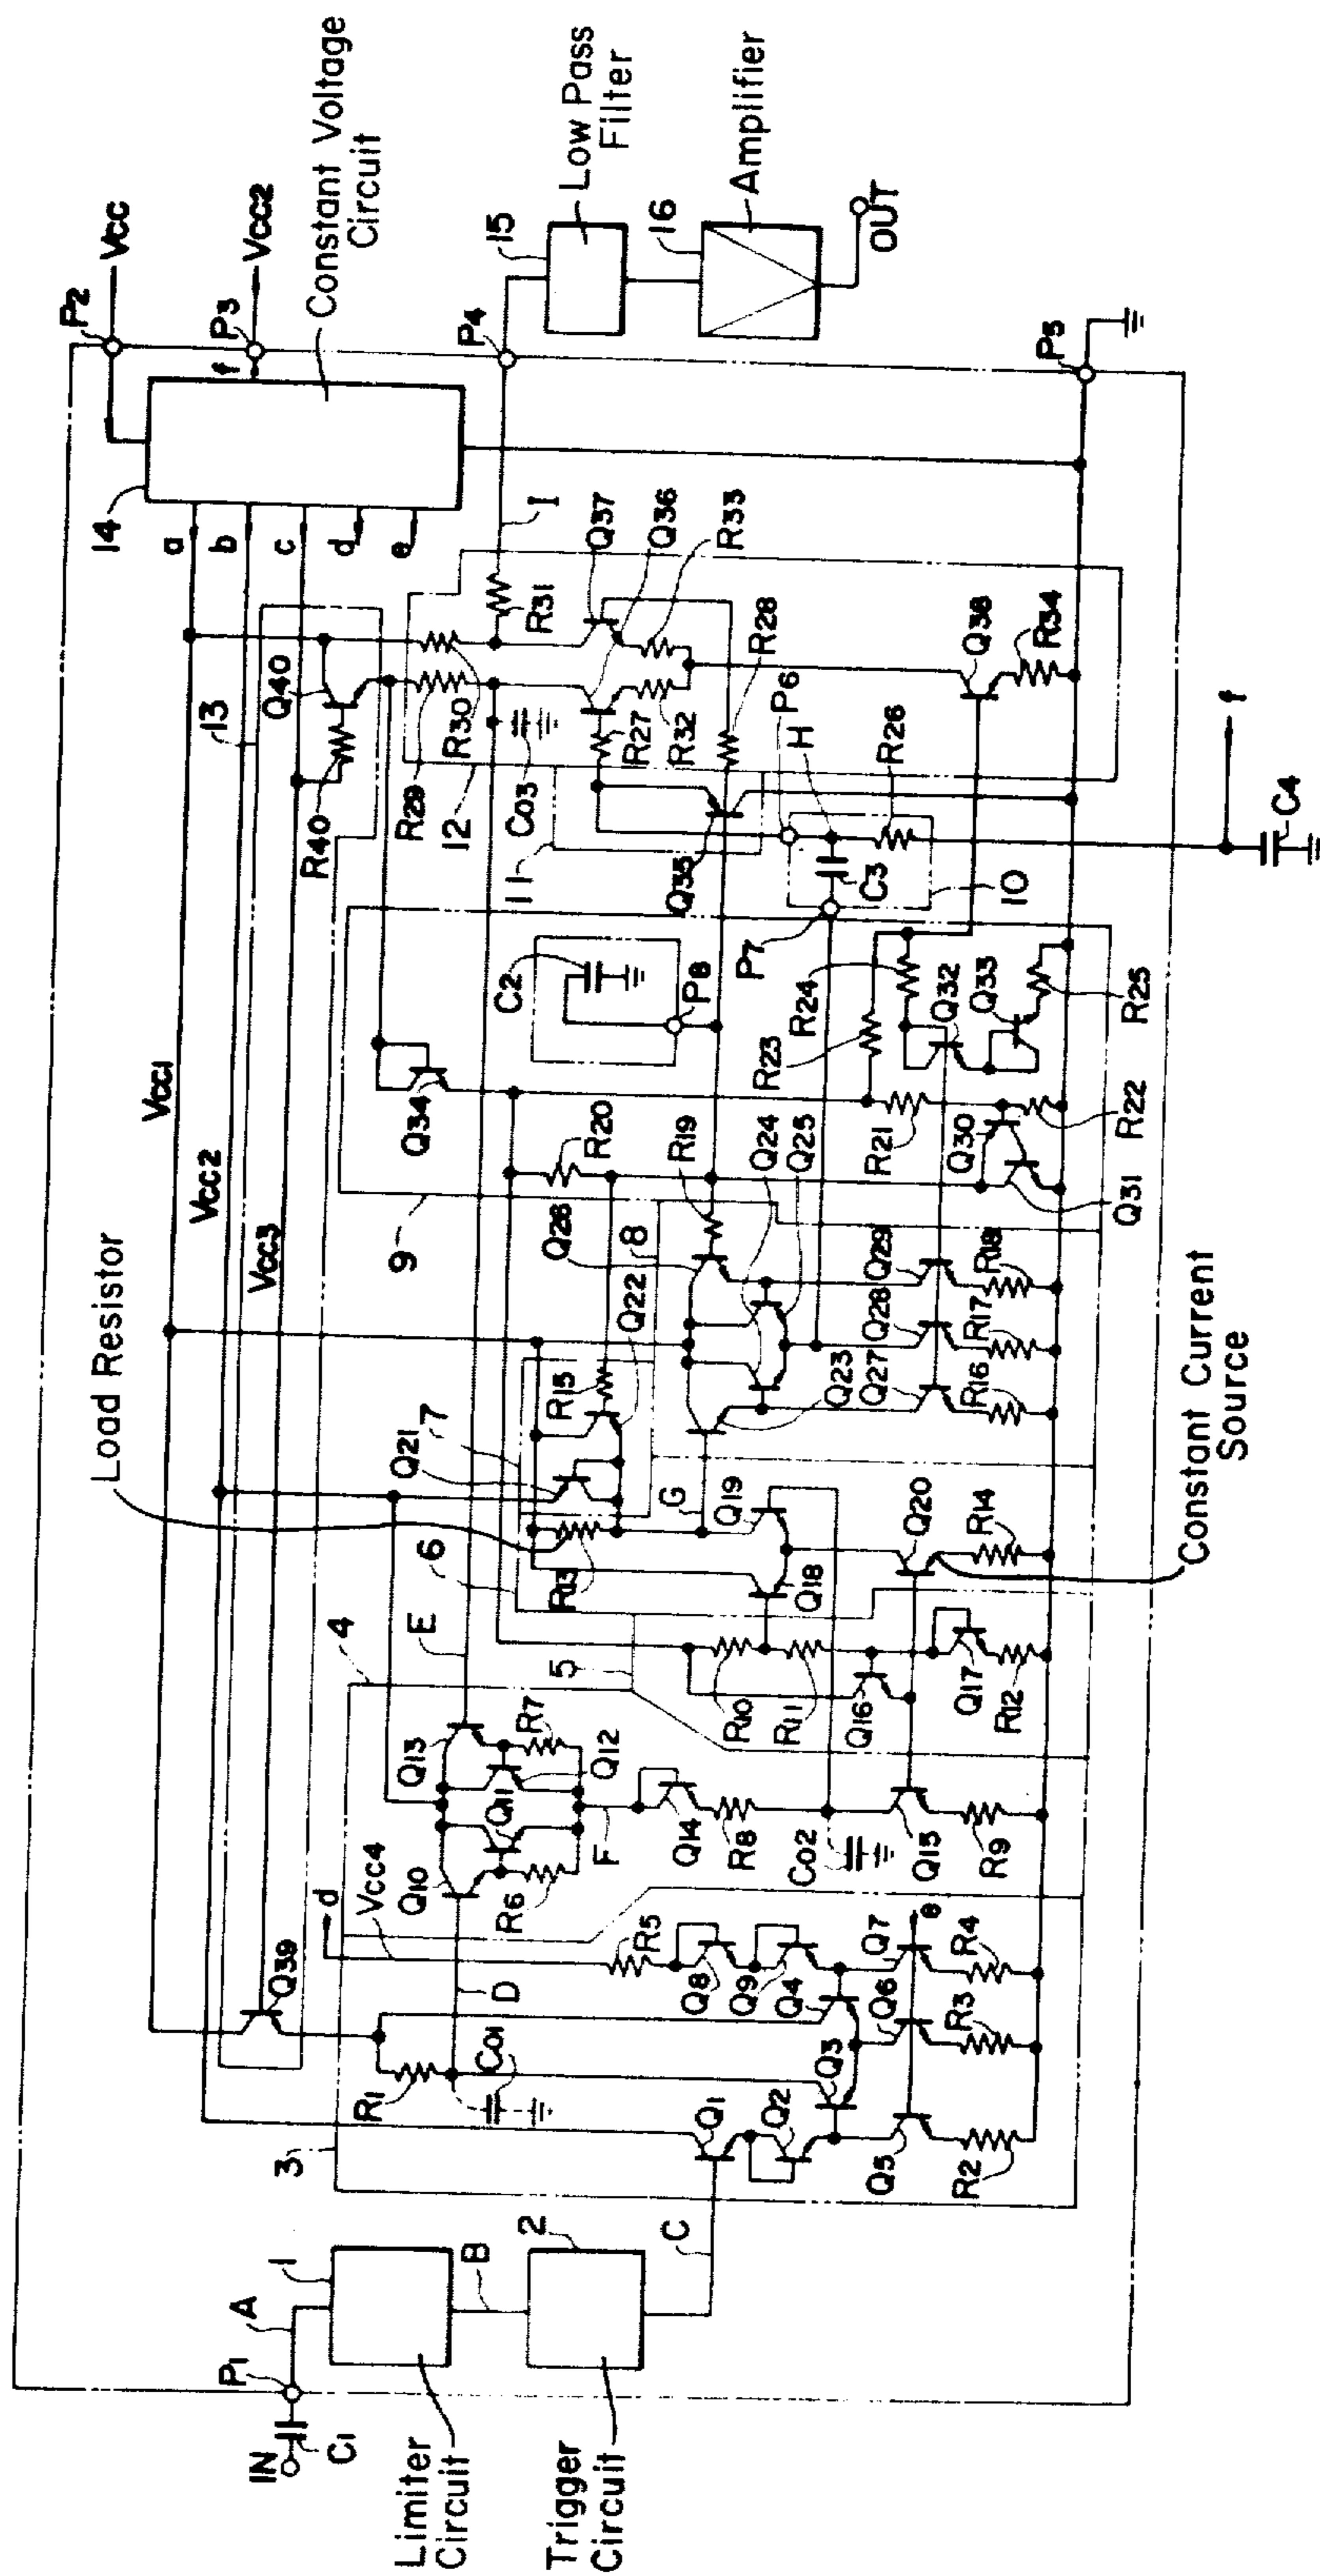 IN
C1
P1
A
1
Limiter
Circuit
B
2
Trigger
Circuit
C
3
R1
D
C01
Q39
Vcc4
d
Q1
Q2
Q3
Q4
Q5
Q6
Q7
Q8
Q9
R2
R3
R4
R5
e
4
E
Q10
Q11
Q12
Q13
R6
R7
F
Q14
R8
C02
Q15
R9
5
R10
R11
Q16
Q17
R12
Load Resistor
6
R13
Q21
7
R15
Q22
G
Q18
Q19
Q20
R14
Constant Current
Source
8
Q26
R19
Q24
Q25
Q23
Q27
Q28
Q29
R16
R17
R18
Vcc1
Vcc2
Vcc3
9
Q34
R20
C2
P8
R21
R22
R23
R24
Q30
Q31
Q32
Q33
R25
P7
10
C3
H
P6
R26
C4
f
11
Q35
12
C03
R27
R28
13
Q40
R40
R29
R30
R31
I
Q37
Q36
R32
R33
Q38
R34
14
a
b
c
d
e
f
P2
Vcc
P3
Vcc2
Constant Voltage
Circuit
P4
15
Low Pass
Filter
16
Amplifier
OUT
P5